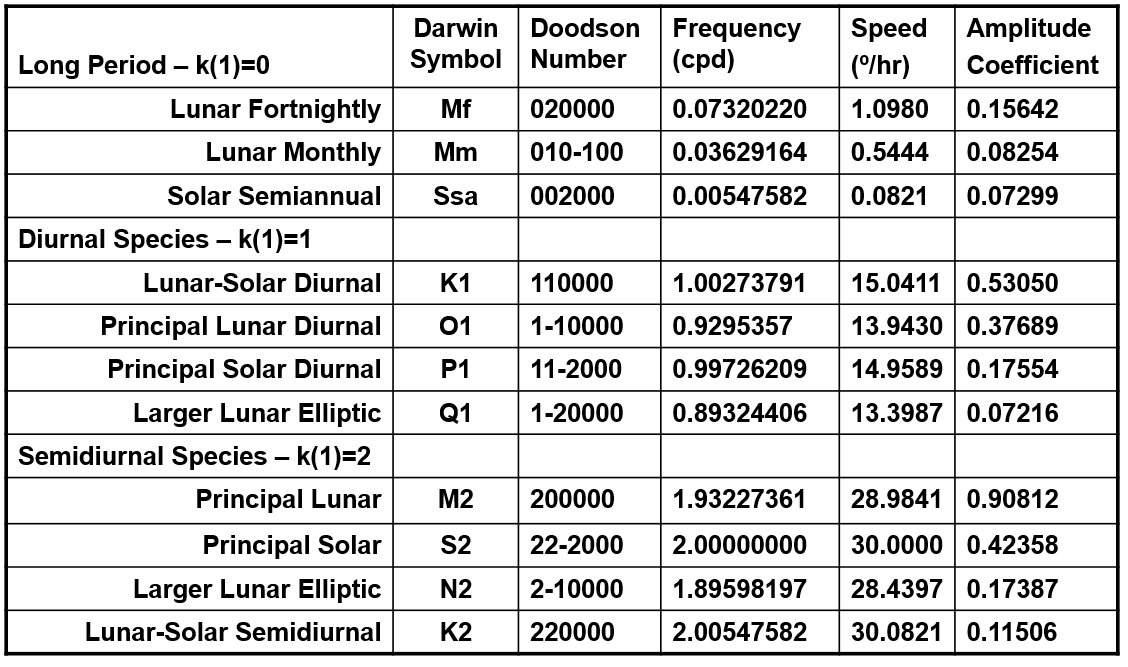 Long Period – k(1)=0 Darwin Symbol Doodson Number Frequency (cpd) Speed (º/hr) Amplitude Coefficient
Lunar Fortnightly Mf 020000 0.07320220 1.0980 0.15642
Lunar Monthly Mm 010-100 0.03629164 0.5444 0.08254
Solar Semiannual Ssa 002000 0.00547582 0.0821 0.07299
Diurnal Species – k(1)=1
Lunar-Solar Diurnal K1 110000 1.00273791 15.0411 0.53050
Principal Lunar Diurnal O1 1-10000 0.9295357 13.9430 0.37689
Principal Solar Diurnal P1 11-2000 0.99726209 14.9589 0.17554
Larger Lunar Elliptic Q1 1-20000 0.89324406 13.3987 0.07216
Semidiurnal Species – k(1)=2
Principal Lunar M2 200000 1.93227361 28.9841 0.90812
Principal Solar S2 22-2000 2.00000000 30.0000 0.42358
Larger Lunar Elliptic N2 2-10000 1.89598197 28.4397 0.17387
Lunar-Solar Semidiurnal K2 220000 2.00547582 30.0821 0.11506